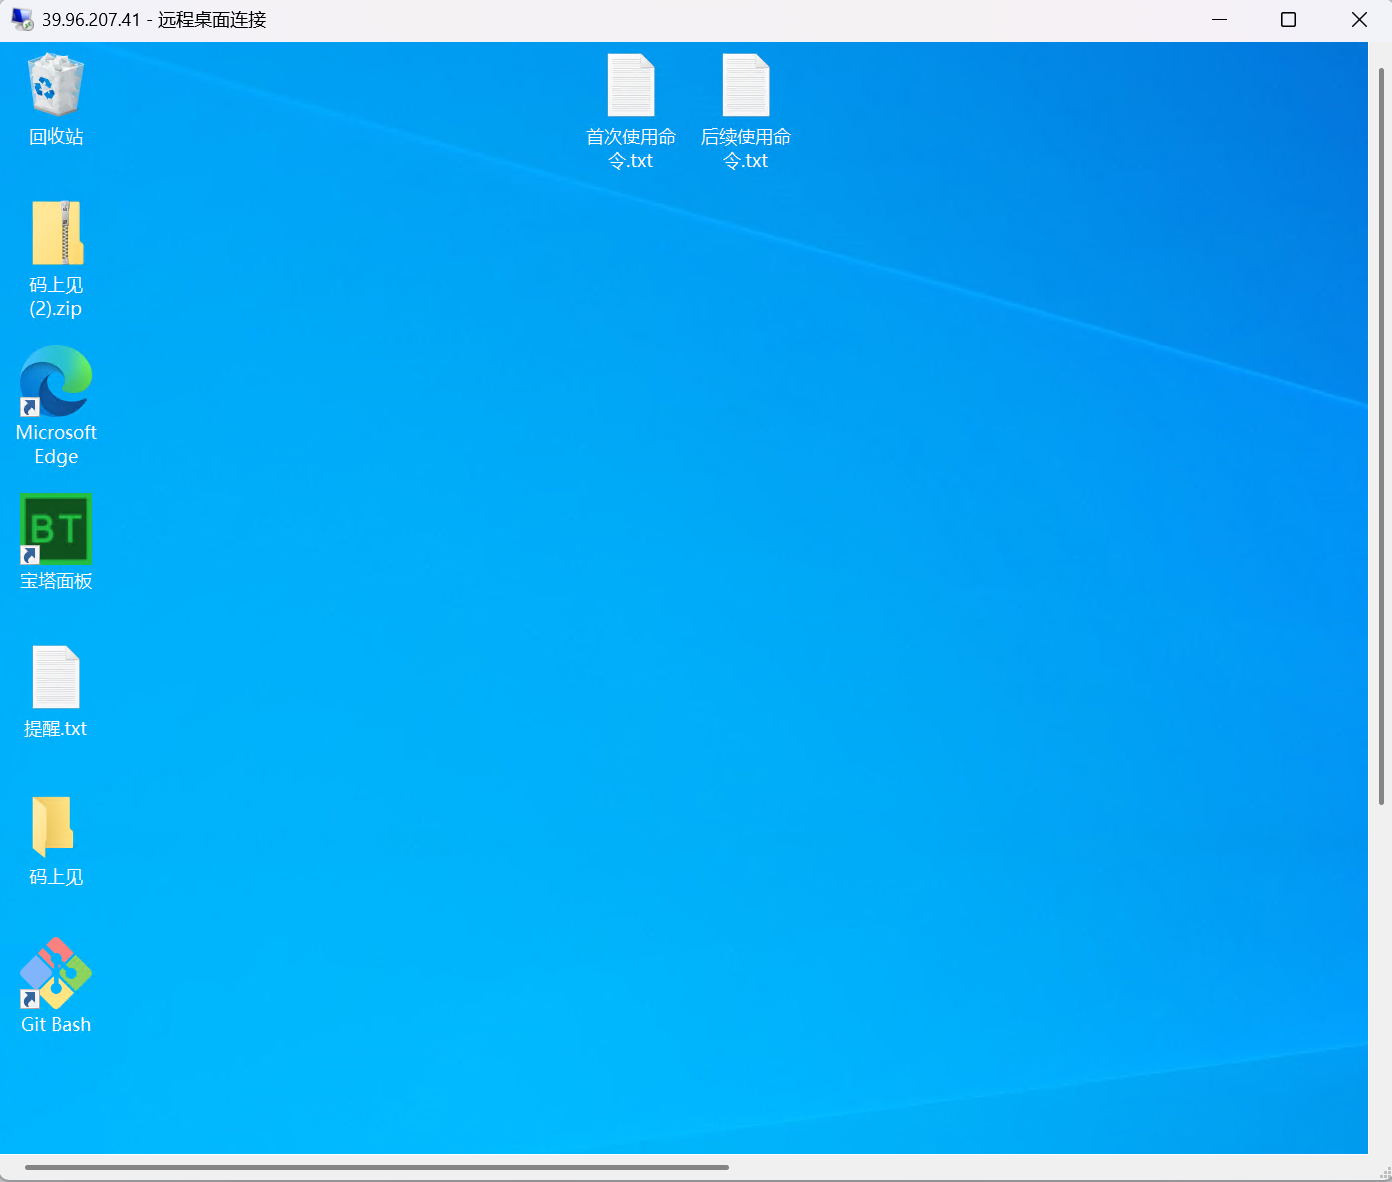 39.96.207.41 - 远程桌面连接
回收站
首次使用命
令.txt
后续使用命
令.txt
码上见
(2).zip
Microsoft
Edge
BT
宝塔面板
提醒.txt
码上见
Git Bash